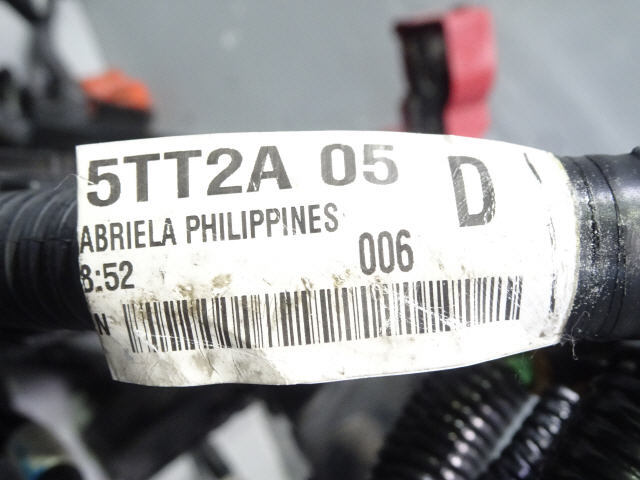 5TT2A 05 D
ABRIELA PHILIPPINES
8:52 006
N